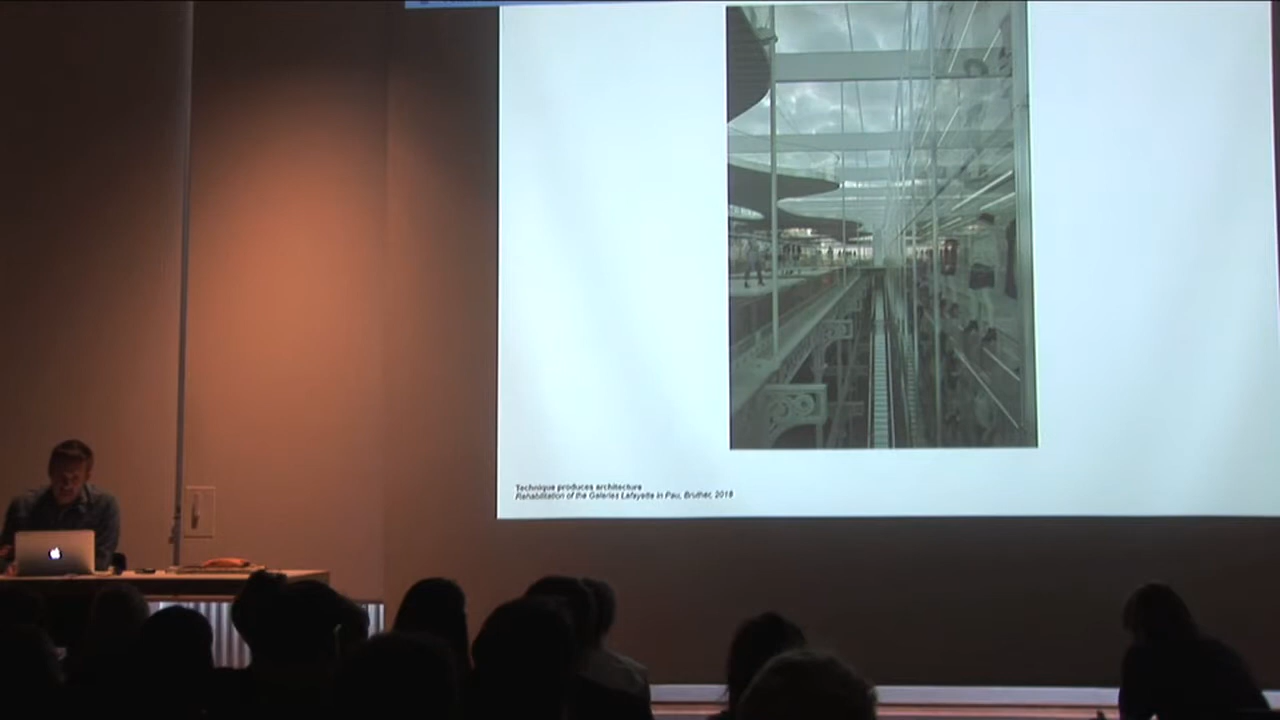 Technique produces architecture
Rehabilitation of the Galeries Lafayette in Pau, Bruther, 2018